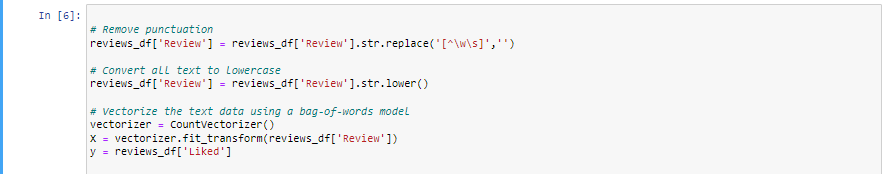 In [6]:
# Remove punctuation
reviews_df['Review'] = reviews_df['Review'].str.replace('[^\w\s]','')
# Convert all text to lowercase
reviews_df['Review'] = reviews_df['Review'].str.lower()
# Vectorize the text data using a bag-of-words model
vectorizer = CountVectorizer()
X = vectorizer.fit_transform(reviews_df['Review'])
y = reviews_df['Liked']